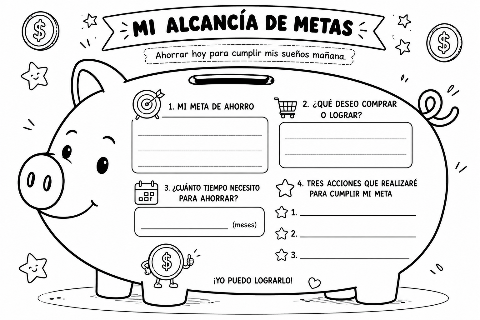 MI ALCANCÍA DE METAS
Ahorrar hoy para cumplir mis sueños mañana.
1. MI META DE AHORRO
2. ¿QUÉ DESEO COMPRAR
O LOGRAR?
3. ¿CUÁNTO TIEMPO NECESITO
PARA AHORRAR?
(meses)
4. TRES ACCIONES QUE REALIZARÉ
PARA CUMPLIR MI META
1.
2.
3.
¡YO PUEDO LOGRARLO!
$
$
$